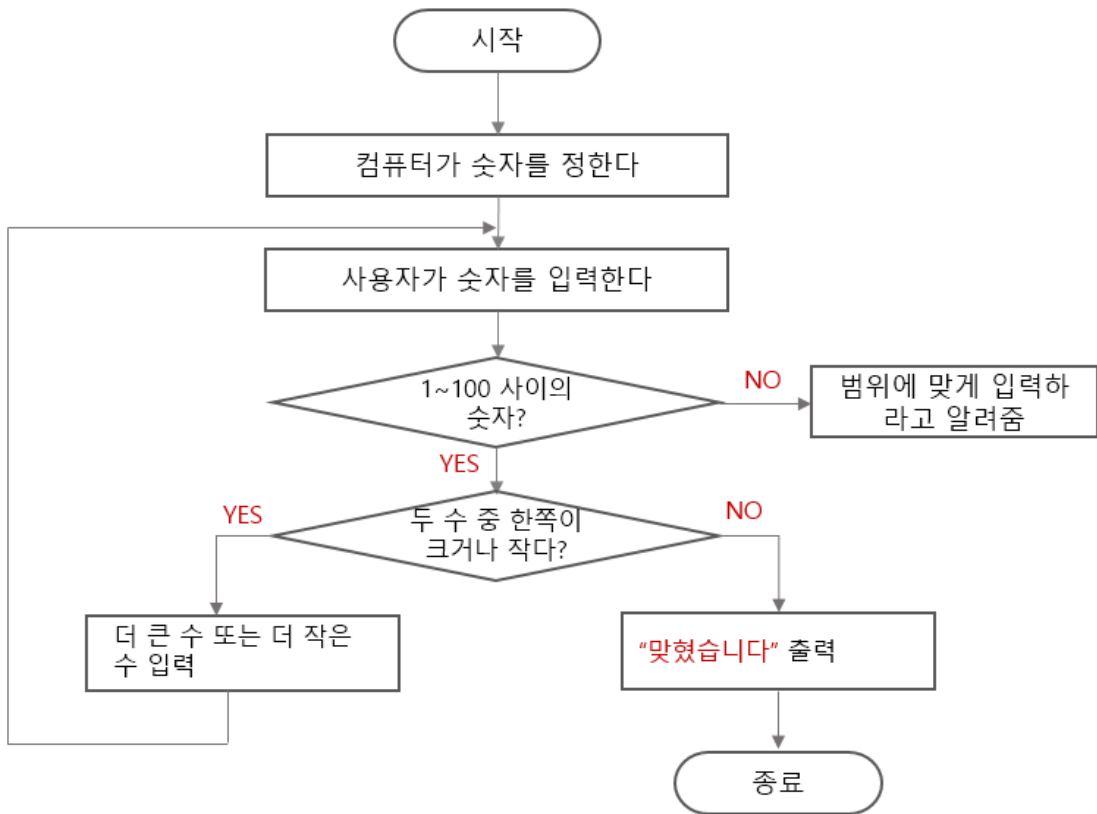 시작
컴퓨터가 숫자를 정한다
사용자가 숫자를 입력한다
1~100 사이의
숫자?
NO
범위에 맞게 입력하
라고 알려줌
YES
두 수 중 한쪽이
크거나 작다?
YES
NO
더 큰 수 또는 더 작은
수 입력
“맞혔습니다” 출력
종료